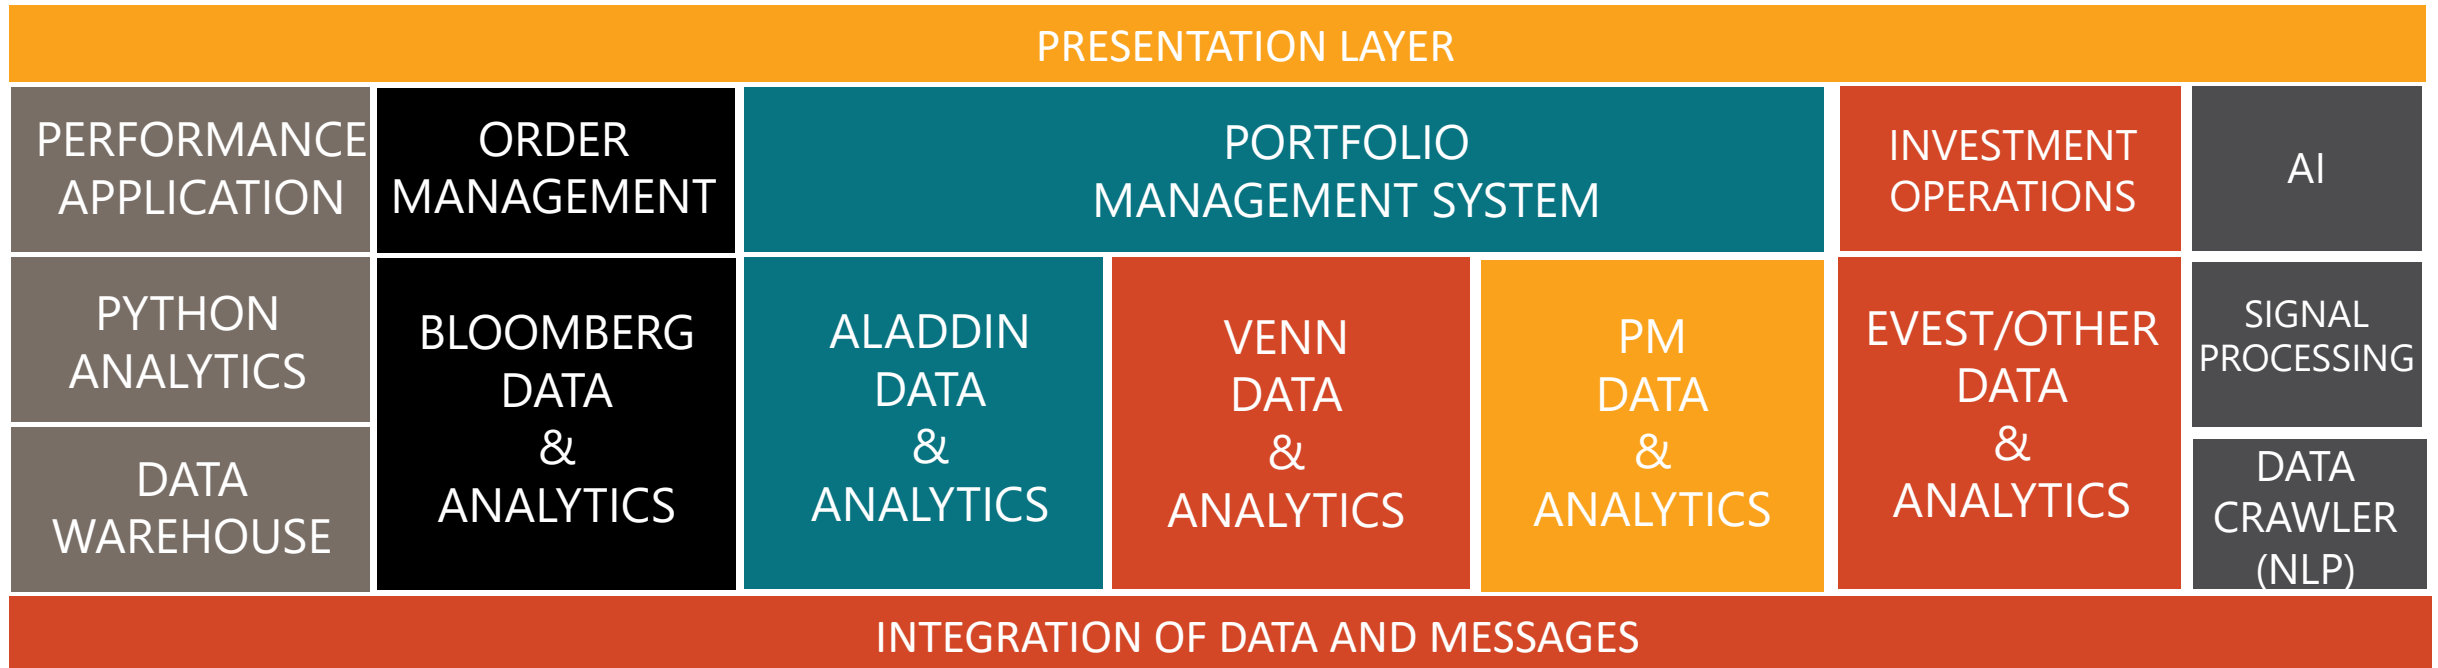 PRESENTATION LAYER
PERFORMANCE
APPLICATION
ORDER
MANAGEMENT
PORTFOLIO
MANAGEMENT SYSTEM
INVESTMENT
OPERATIONS
AI
PYTHON
ANALYTICS
DATA
WAREHOUSE
BLOOMBERG
DATA
&
ANALYTICS
ALADDIN
DATA
&
ANALYTICS
VENN
DATA
&
ANALYTICS
PM
DATA
&
ANALYTICS
EVEST/OTHER
DATA
&
ANALYTICS
SIGNAL
PROCESSING
DATA
CRAWLER
(NLP)
INTEGRATION OF DATA AND MESSAGES